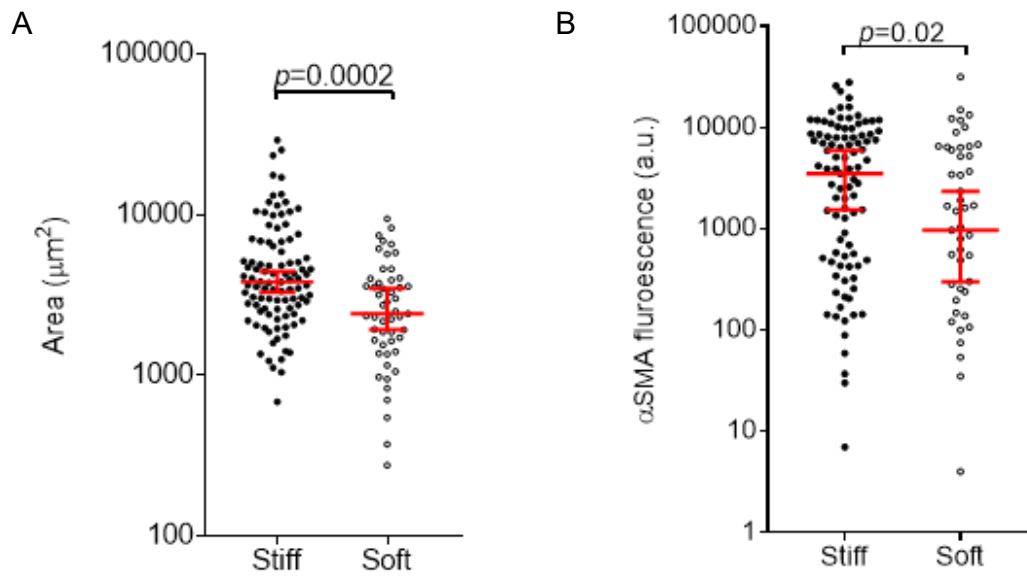 A
100000
10000
1000
100
Area (μm²)
p=0.0002
Stiff Soft
B
100000
10000
1000
100
10
1
αSMA fluroescence (a.u.)
p=0.02
Stiff Soft